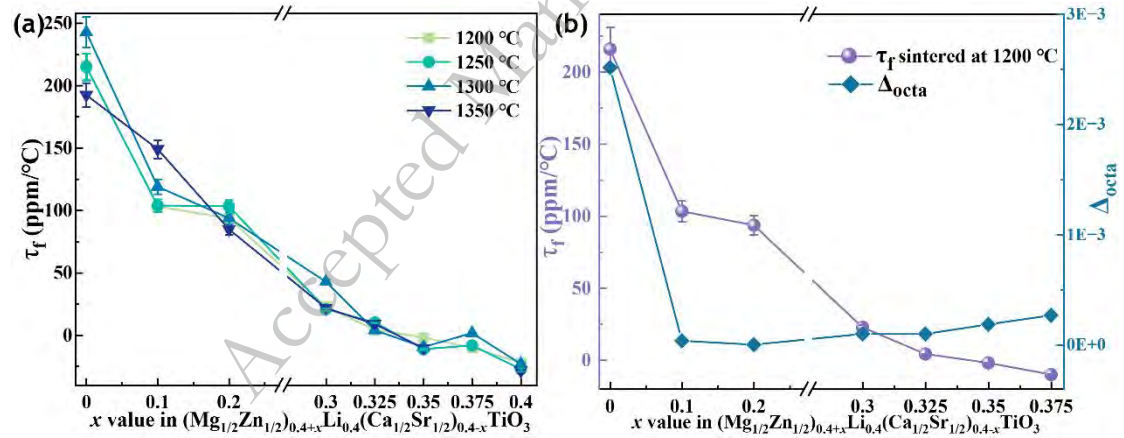 (a)
250
200
150
100
50
0
τf (ppm/°C)
1200 °C
1250 °C
1300 °C
1350 °C
0 0.1 0.2 0.3 0.325 0.35 0.375 0.4
x value in (Mg1/2Zn1/2)0.4+xLi0.4(Ca1/2Sr1/2)0.4-xTiO3
Accepted Man
(b)
200
150
100
50
25
0
τf (ppm/°C)
τf sintered at 1200 °C
Δocta
3E-3
2E-3
1E-3
0E+0
Δocta
0 0.1 0.2 0.3 0.325 0.35 0.375
x value in (Mg1/2Zn1/2)0.4+xLi0.4(Ca1/2Sr1/2)0.4-xTiO3